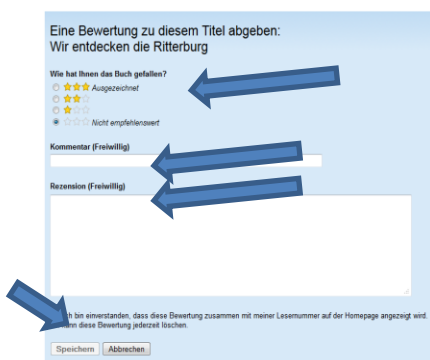 Eine Bewertung zu diesem Titel abgeben:
Wir entdecken die Ritterburg
Wie hat Ihnen das Buch gefallen?
Ausgezeichnet
Nicht empfehlenswert
Kommentar (Freiwillig)
Rezension (Freiwillig)
bin einverstanden, dass diese Bewertung zusammen mit meiner Lesernummer auf der Homepage angezeigt wird.
diese Bewertung jederzeit löschen.
Speichern Abbrechen